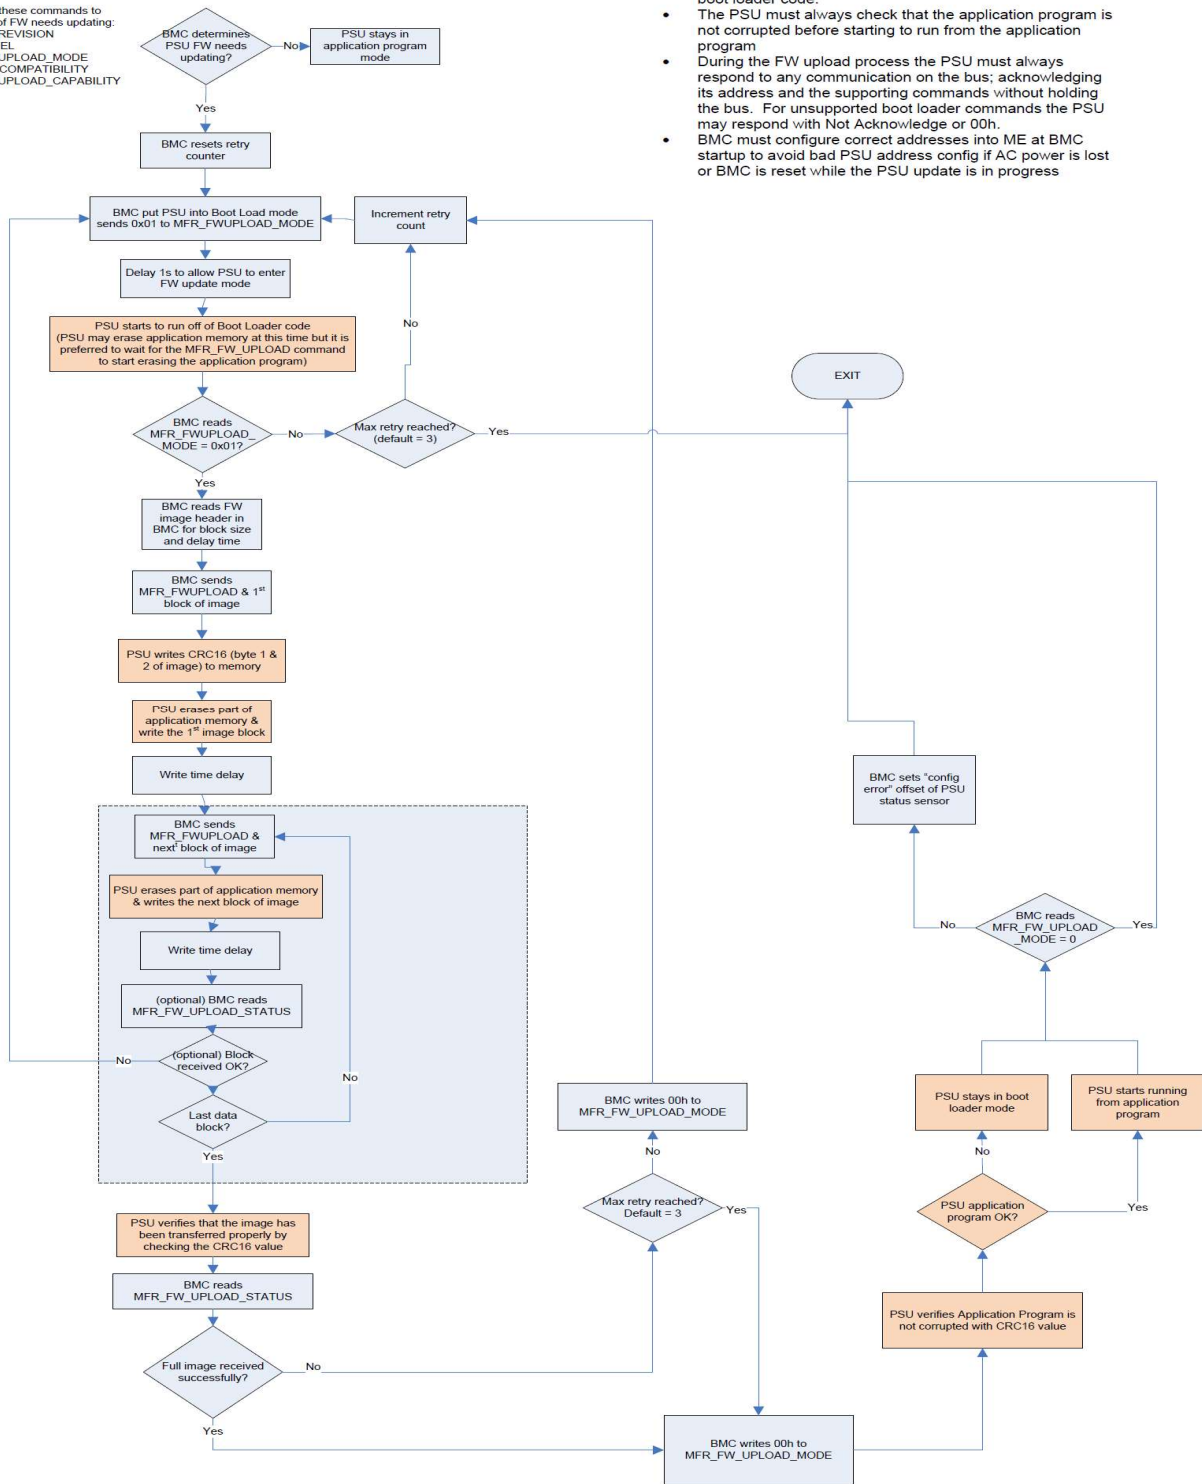 these commands to
of FW needs updating:
REVISION
EL
UPLOAD_MODE
COMPATIBILITY
UPLOAD_CAPABILITY
BMC determines
PSU FW needs
updating?
No
PSU stays in
application program
mode
boot loader code.
• The PSU must always check that the application program is
not corrupted before starting to run from the application
program
• During the FW upload process the PSU must always
respond to any communication on the bus; acknowledging
its address and the supporting commands without holding
the bus. For unsupported boot loader commands the PSU
may respond with Not Acknowledge or 00h.
• BMC must configure correct addresses into ME at BMC
startup to avoid bad PSU address config if AC power is lost
or BMC is reset while the PSU update is in progress
Yes
BMC resets retry
counter
BMC put PSU into Boot Load mode
sends 0x01 to MFR_FWUPLOAD_MODE
Increment retry
count
Delay 1s to allow PSU to enter
FW update mode
PSU starts to run off of Boot Loader code
(PSU may erase application memory at this time but it is
preferred to wait for the MFR_FW_UPLOAD command
to start erasing the application program)
No
EXIT
BMC reads
MFR_FWUPLOAD_
MODE = 0x01?
No
Max retry reached?
(default = 3)
Yes
Yes
BMC reads FW
image header in
BMC for block size
and delay time
BMC sends
MFR_FWUPLOAD & 1st
block of image
PSU writes CRC16 (byte 1 &
2 of image) to memory
PSU erases part of
application memory &
write the 1st image block
Write time delay
BMC sets "config
error" offset of PSU
status sensor
BMC sends
MFR_FWUPLOAD &
next block of image
PSU erases part of application memory
& writes the next block of image
Write time delay
(optional) BMC reads
MFR_FW_UPLOAD_STATUS
No
(optional) Block
received OK?
No
Last data
block?
Yes
No
BMC reads
MFR_FW_UPLOAD
_MODE = 0
Yes
BMC writes 00h to
MFR_FW_UPLOAD_MODE
PSU stays in boot
loader mode
PSU starts running
from application
program
No
No
Max retry reached?
Default = 3
Yes
PSU application
program OK?
Yes
PSU verifies that the image has
been transferred properly by
checking the CRC16 value
BMC reads
MFR_FW_UPLOAD_STATUS
PSU verifies Application Program is
not corrupted with CRC16 value
Full image received
successfully?
No
Yes
BMC writes 00h to
MFR_FW_UPLOAD_MODE